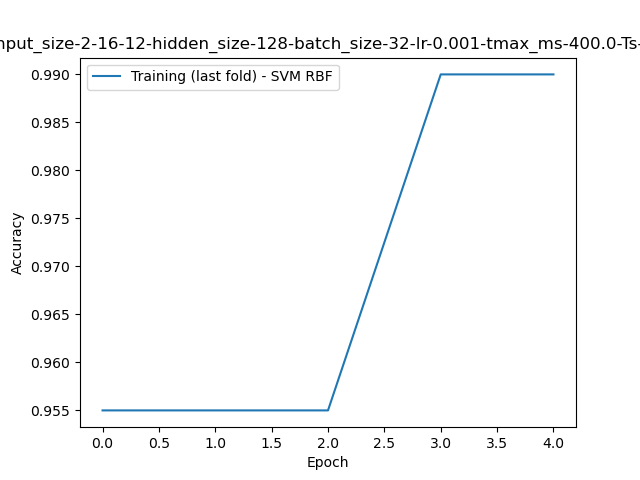 nput_size-2-16-12-hidden_size-128-batch_size-32-lr-0.001-tmax_ms-400.0-Ts-
Training (last fold) - SVM RBF
Accuracy
0.990
0.985
0.980
0.975
0.970
0.965
0.960
0.955
0.0 0.5 1.0 1.5 2.0 2.5 3.0 3.5 4.0
Epoch